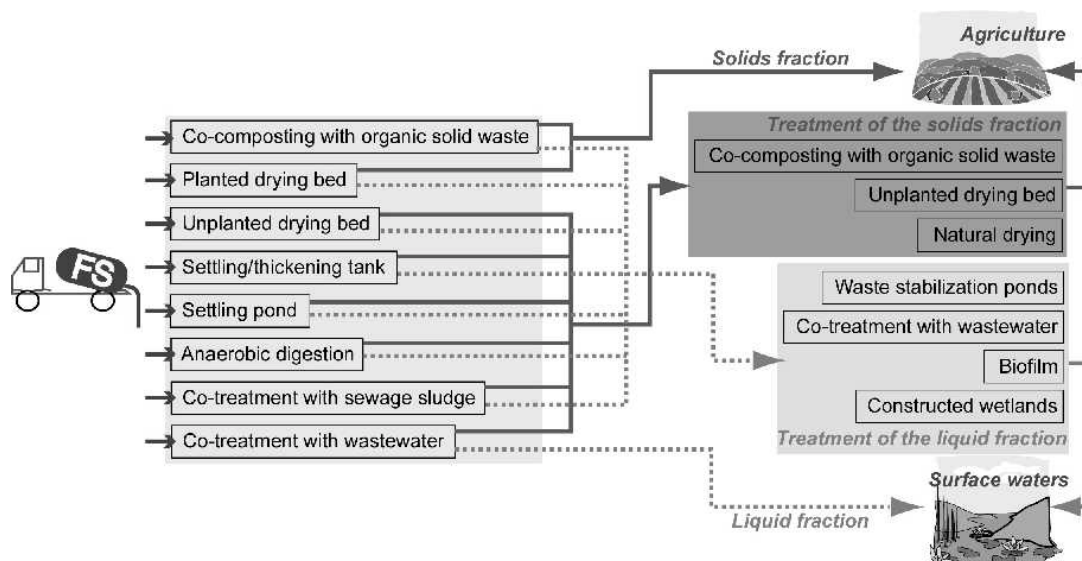 Agriculture
Solids fraction
Co-composting with organic solid waste
Planted drying bed
Unplanted drying bed
Settling/thickening tank
Settling pond
Anaerobic digestion
Co-treatment with sewage sludge
Co-treatment with wastewater
FS
Treatment of the solids fraction
Co-composting with organic solid waste
Unplanted drying bed
Natural drying
Waste stabilization ponds
Co-treatment with wastewater
Biofilm
Constructed wetlands
Treatment of the liquid fraction
Surface waters
Liquid fraction